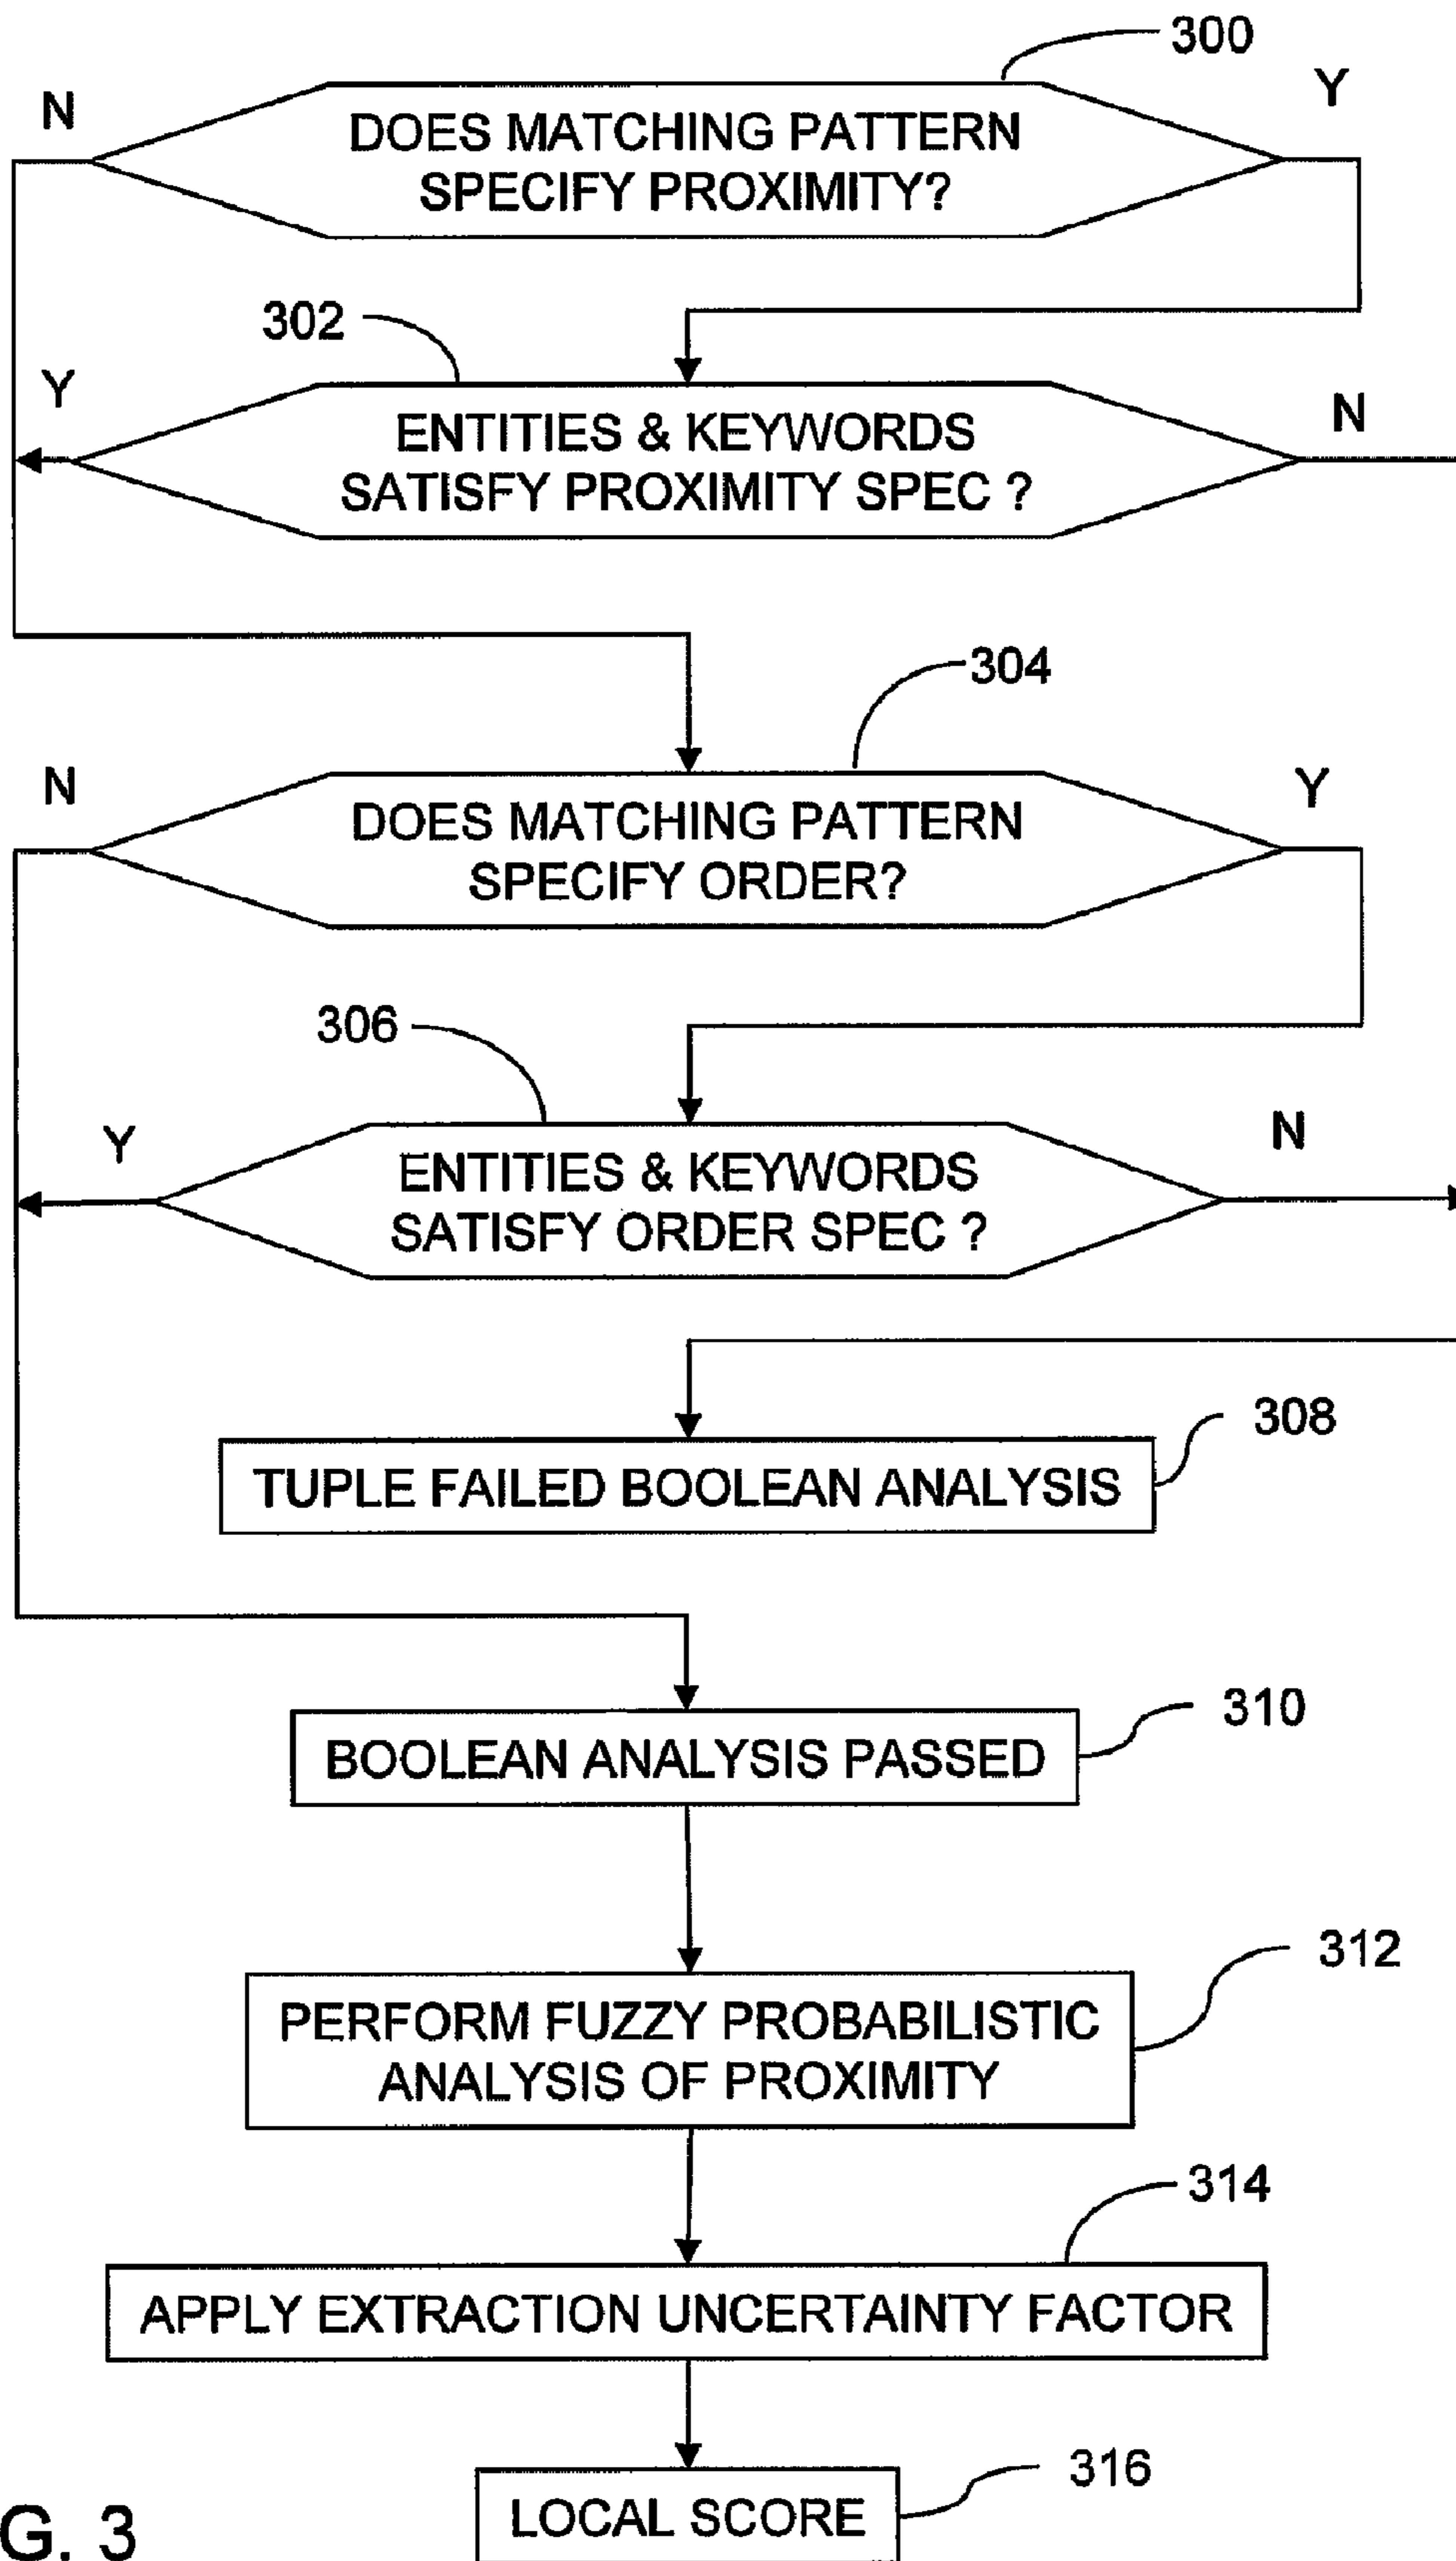 300
N
Y
DOES MATCHING PATTERN
SPECIFY PROXIMITY?
302
Y
N
ENTITIES & KEYWORDS
SATISFY PROXIMITY SPEC ?
304
N
Y
DOES MATCHING PATTERN
SPECIFY ORDER?
306
Y
N
ENTITIES & KEYWORDS
SATISFY ORDER SPEC ?
308
TUPLE FAILED BOOLEAN ANALYSIS
310
BOOLEAN ANALYSIS PASSED
312
PERFORM FUZZY PROBABILISTIC
ANALYSIS OF PROXIMITY
314
APPLY EXTRACTION UNCERTAINTY FACTOR
316
LOCAL SCORE
G. 3